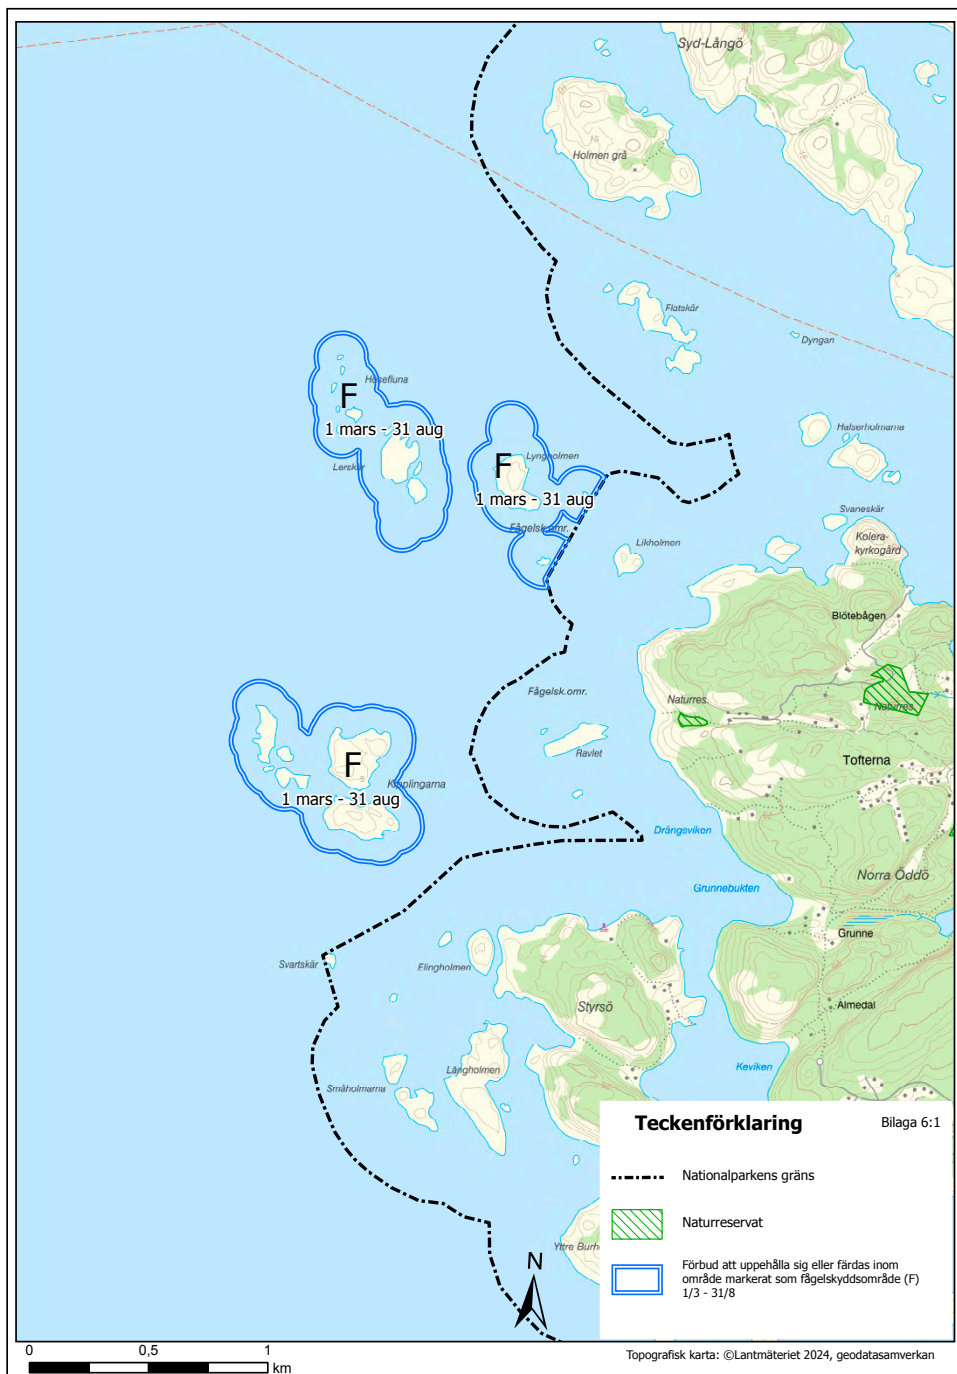 Syd-Långö
Holmen grå
Flatskär
Dyngan
Hösefluna
F
1 mars - 31 aug
Lerskär
Halserholmarna
Lyngholmen
F
1 mars - 31 aug
Fågelsk.omr.
Svaneskär
Kolera-
kyrkogård
Likholmen
Blötebågen
Fågelsk.omr.
Naturres.
Naturres.
Ravlet
Tofterna
F
Kipplingarna
1 mars - 31 aug
Drängsviken
Norra Öddö
Grunnebukten
Grunne
Svartskär
Elingholmen
Styrsö
Almedal
Keviken
Långholmen
Småholmarna
Yttre Burh
N
Teckenförklaring
Bilaga 6:1
Nationalparkens gräns
Naturreservat
Förbud att uppehålla sig eller färdas inom
område markerat som fågelskyddsområde (F)
1/3 - 31/8
0 0,5 1
km
Topografisk karta: ©Lantmäteriet 2024, geodatasamverkan